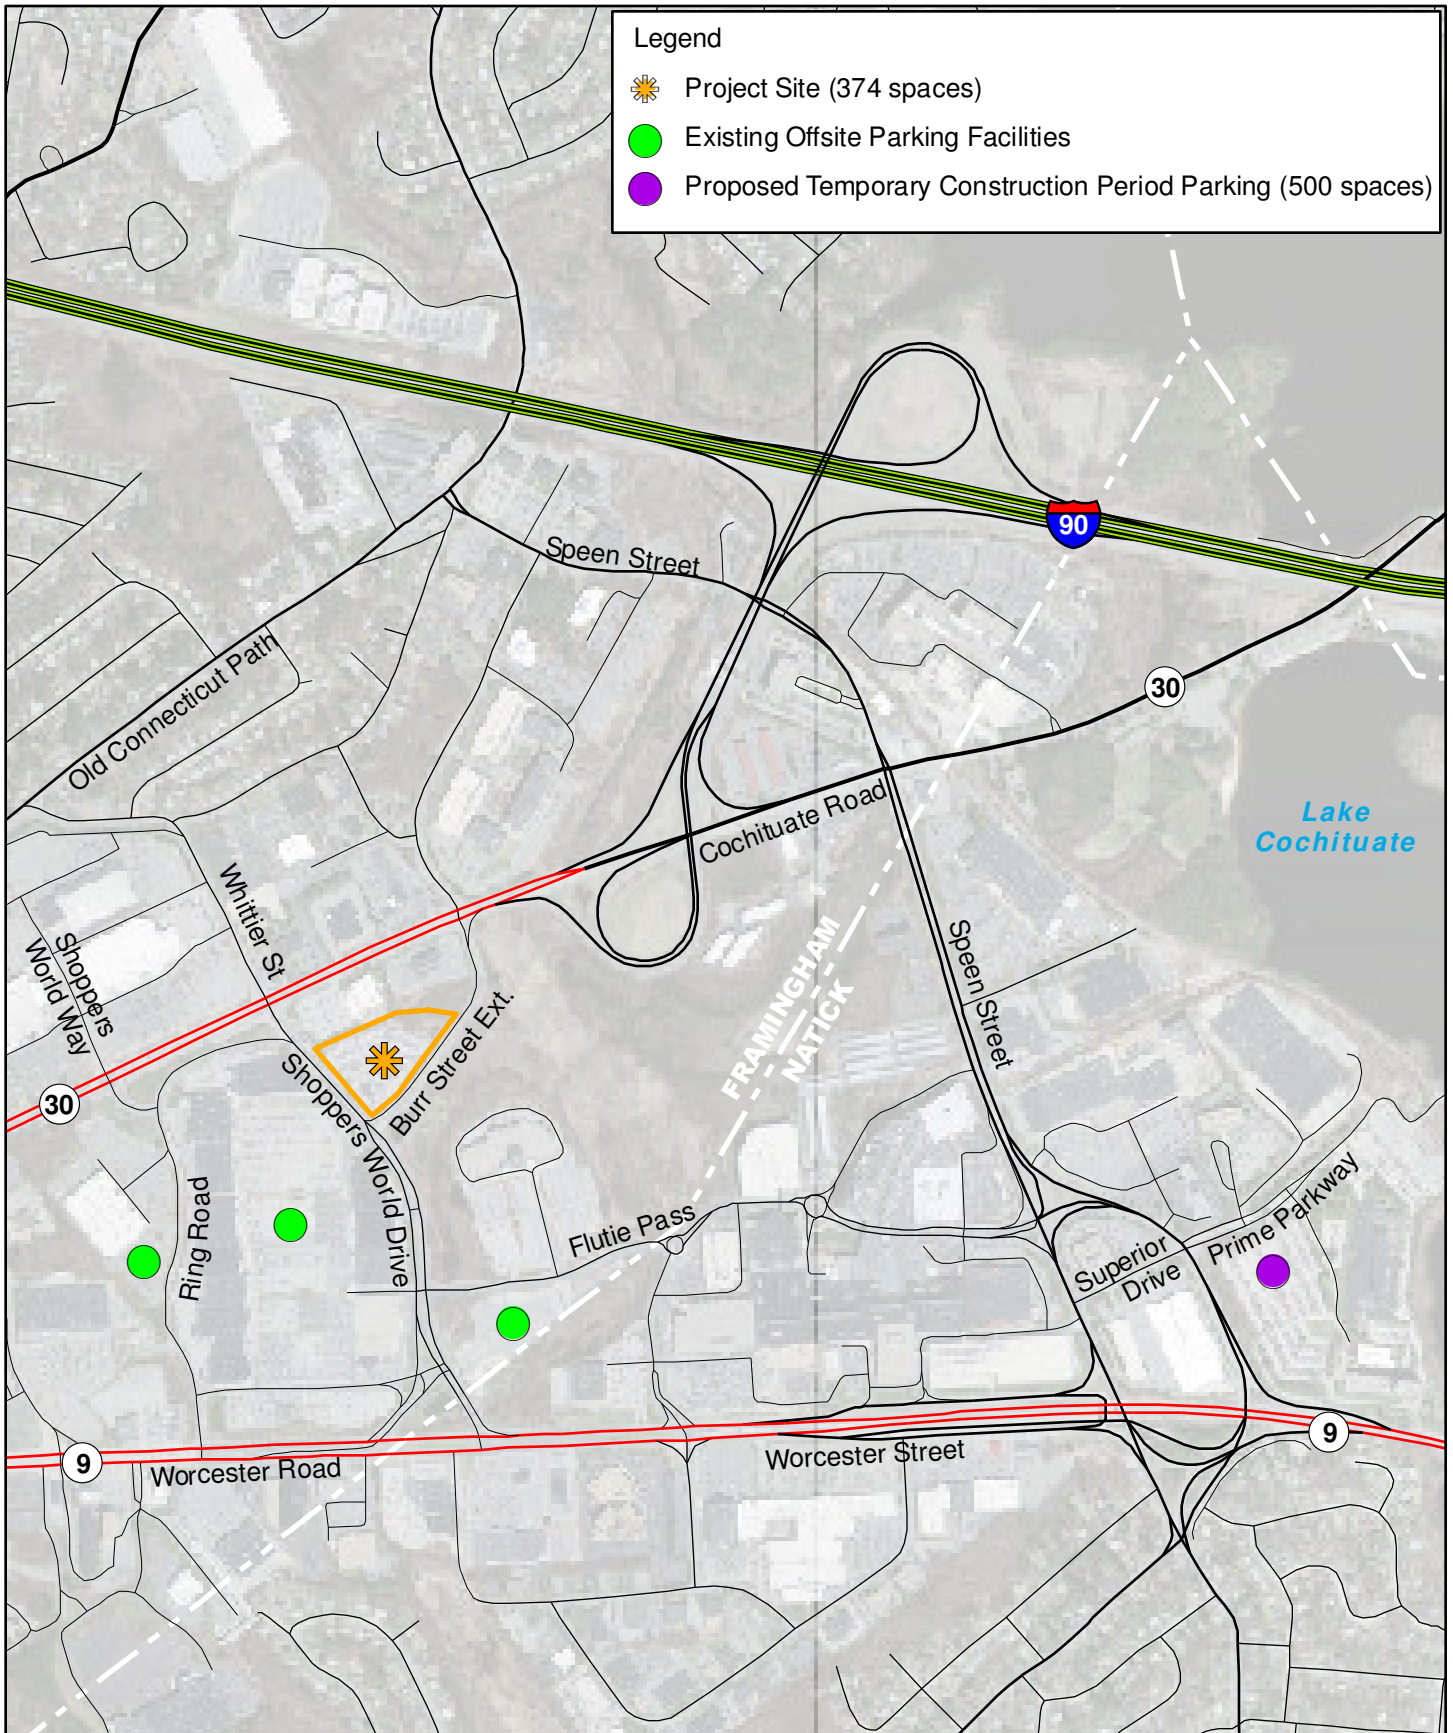 Legend
Project Site (374 spaces)
Existing Offsite Parking Facilities
Proposed Temporary Construction Period Parking (500 spaces)
90
Speen Street
Old Connecticut Path
30
Cochituate Road
Lake
Cochituate
Whittier St
Shoppers
World Way
Speen Street
FRAMINGHAM
NATICK
Burr Street Ext.
Shoppers World Drive
30
Ring Road
Flutie Pass
Prime Parkway
Superior
Drive
9
Worcester Road
Worcester Street
9